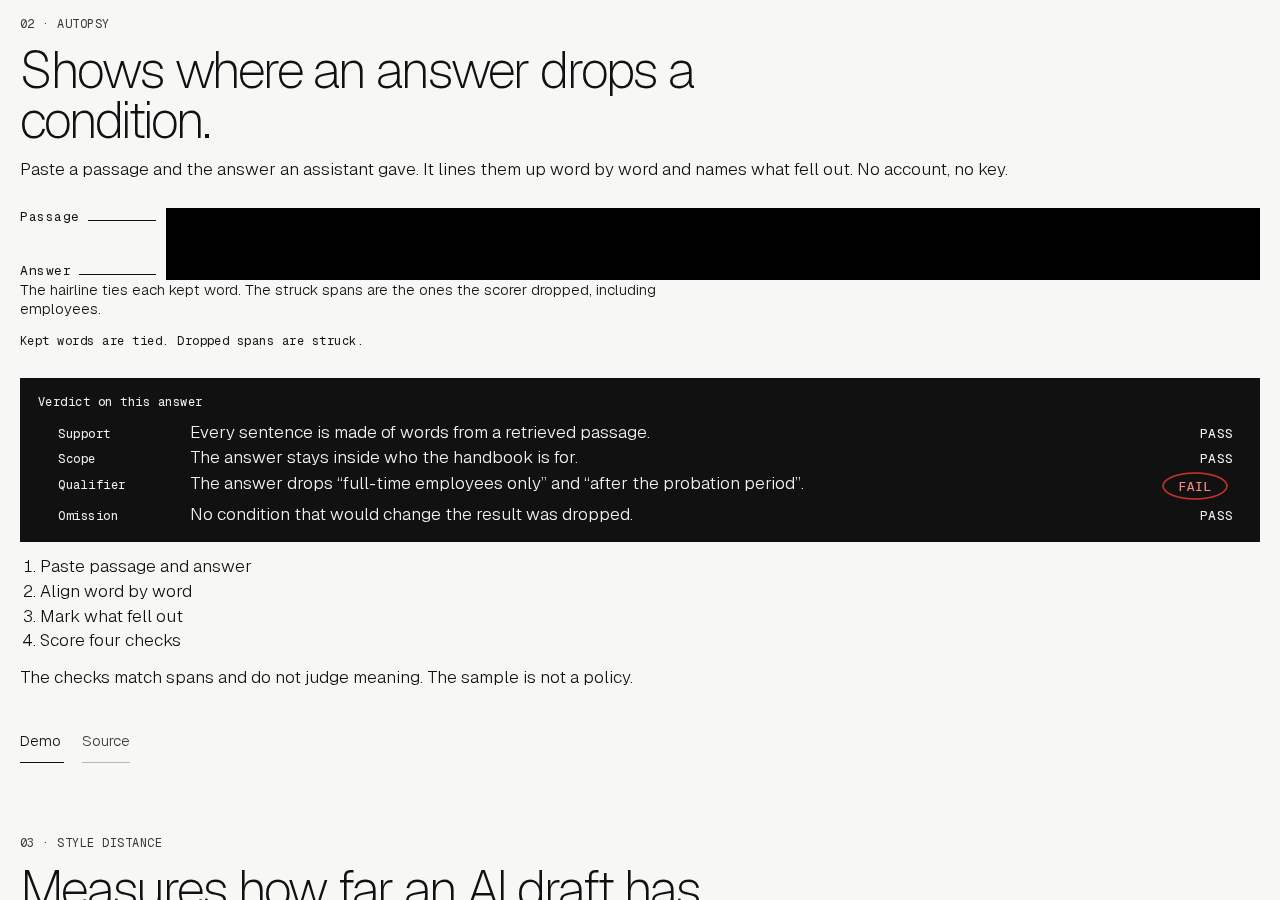 02 · AUTOPSY
Shows where an answer drops a
condition.
Paste a passage and the answer an assistant gave. It lines them up word by word and names what fell out. No account, no key.
Passage
Answer
The hairline ties each kept word. The struck spans are the ones the scorer dropped, including
employees.
Kept words are tied. Dropped spans are struck.
Verdict on this answer
Support Every sentence is made of words from a retrieved passage. PASS
Scope The answer stays inside who the handbook is for. PASS
Qualifier The answer drops “full-time employees only” and “after the probation period”. FAIL
Omission No condition that would change the result was dropped. PASS
1. Paste passage and answer
2. Align word by word
3. Mark what fell out
4. Score four checks
The checks match spans and do not judge meaning. The sample is not a policy.
Demo Source
03 · STYLE DISTANCE
Measures how far an AI draft has